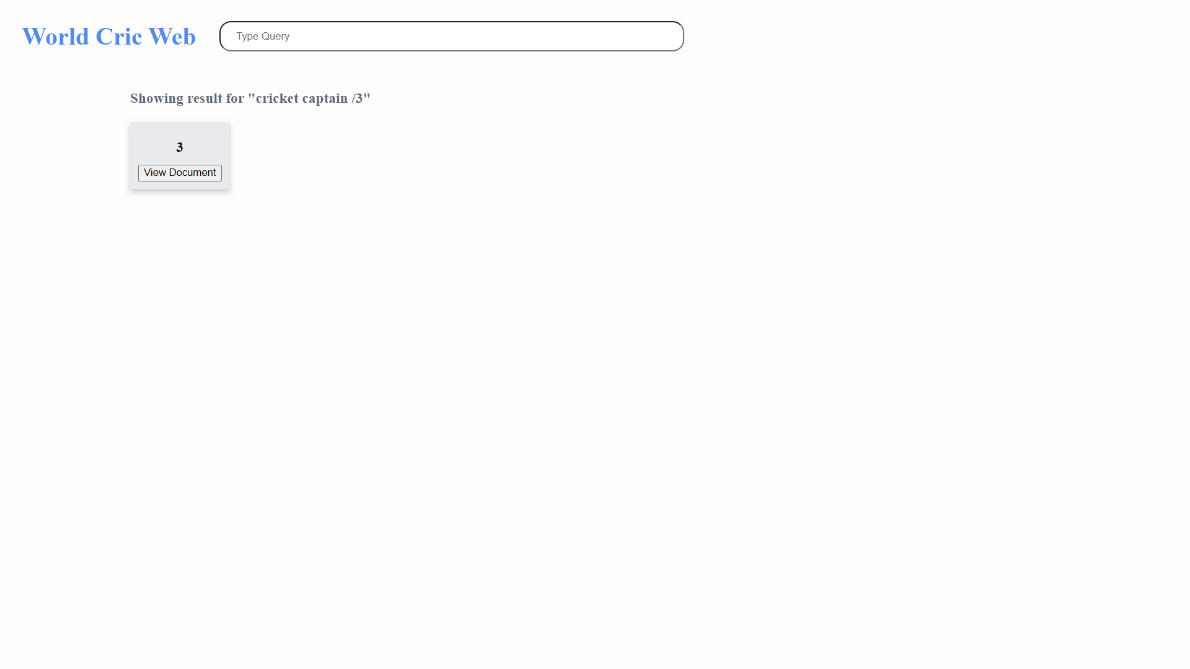 World Cric Web
Type Query
Showing result for "cricket captain /3"
3
View Document